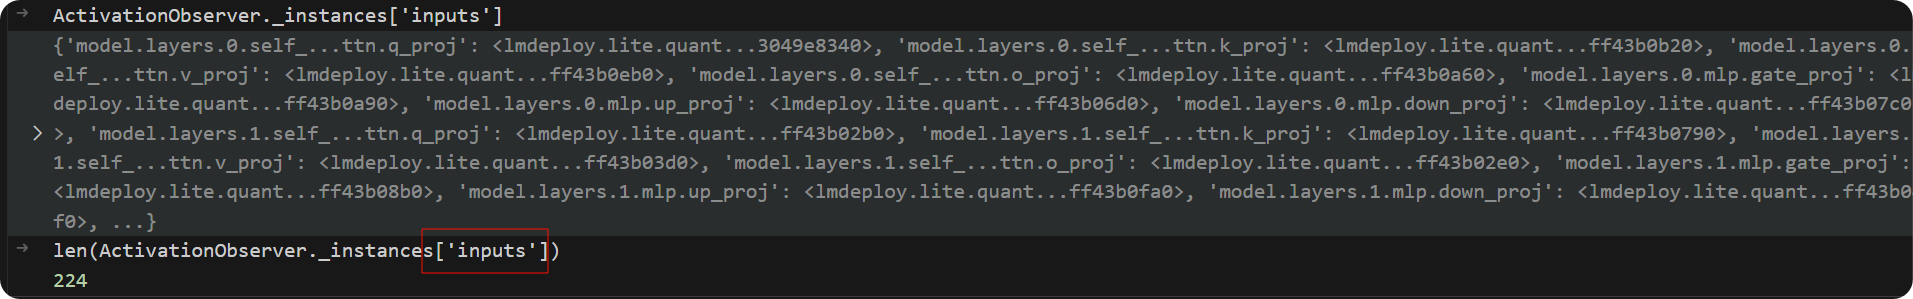 ActivationObserver._instances['inputs']
{'model.layers.0.self_...ttn.q_proj': <lmdeploy.lite.quant...3049e8340>, 'model.layers.0.self_...ttn.k_proj': <lmdeploy.lite.quant...ff43b0b20>, 'model.layers.0.
elf_...ttn.v_proj': <lmdeploy.lite.quant...ff43b0eb0>, 'model.layers.0.self_...ttn.o_proj': <lmdeploy.lite.quant...ff43b0a60>, 'model.layers.0.mlp.gate_proj': <l
deploy.lite.quant...ff43b0a90>, 'model.layers.0.mlp.up_proj': <lmdeploy.lite.quant...ff43b06d0>, 'model.layers.0.mlp.down_proj': <lmdeploy.lite.quant...ff43b07c0
>, 'model.layers.1.self_...ttn.q_proj': <lmdeploy.lite.quant...ff43b02b0>, 'model.layers.1.self_...ttn.k_proj': <lmdeploy.lite.quant...ff43b0790>, 'model.layers.
1.self_...ttn.v_proj': <lmdeploy.lite.quant...ff43b03d0>, 'model.layers.1.self_...ttn.o_proj': <lmdeploy.lite.quant...ff43b02e0>, 'model.layers.1.mlp.gate_proj':
<lmdeploy.lite.quant...ff43b08b0>, 'model.layers.1.mlp.up_proj': <lmdeploy.lite.quant...ff43b0fa0>, 'model.layers.1.mlp.down_proj': <lmdeploy.lite.quant...ff43b0
f0>, ...}
len(ActivationObserver._instances['inputs'])
224